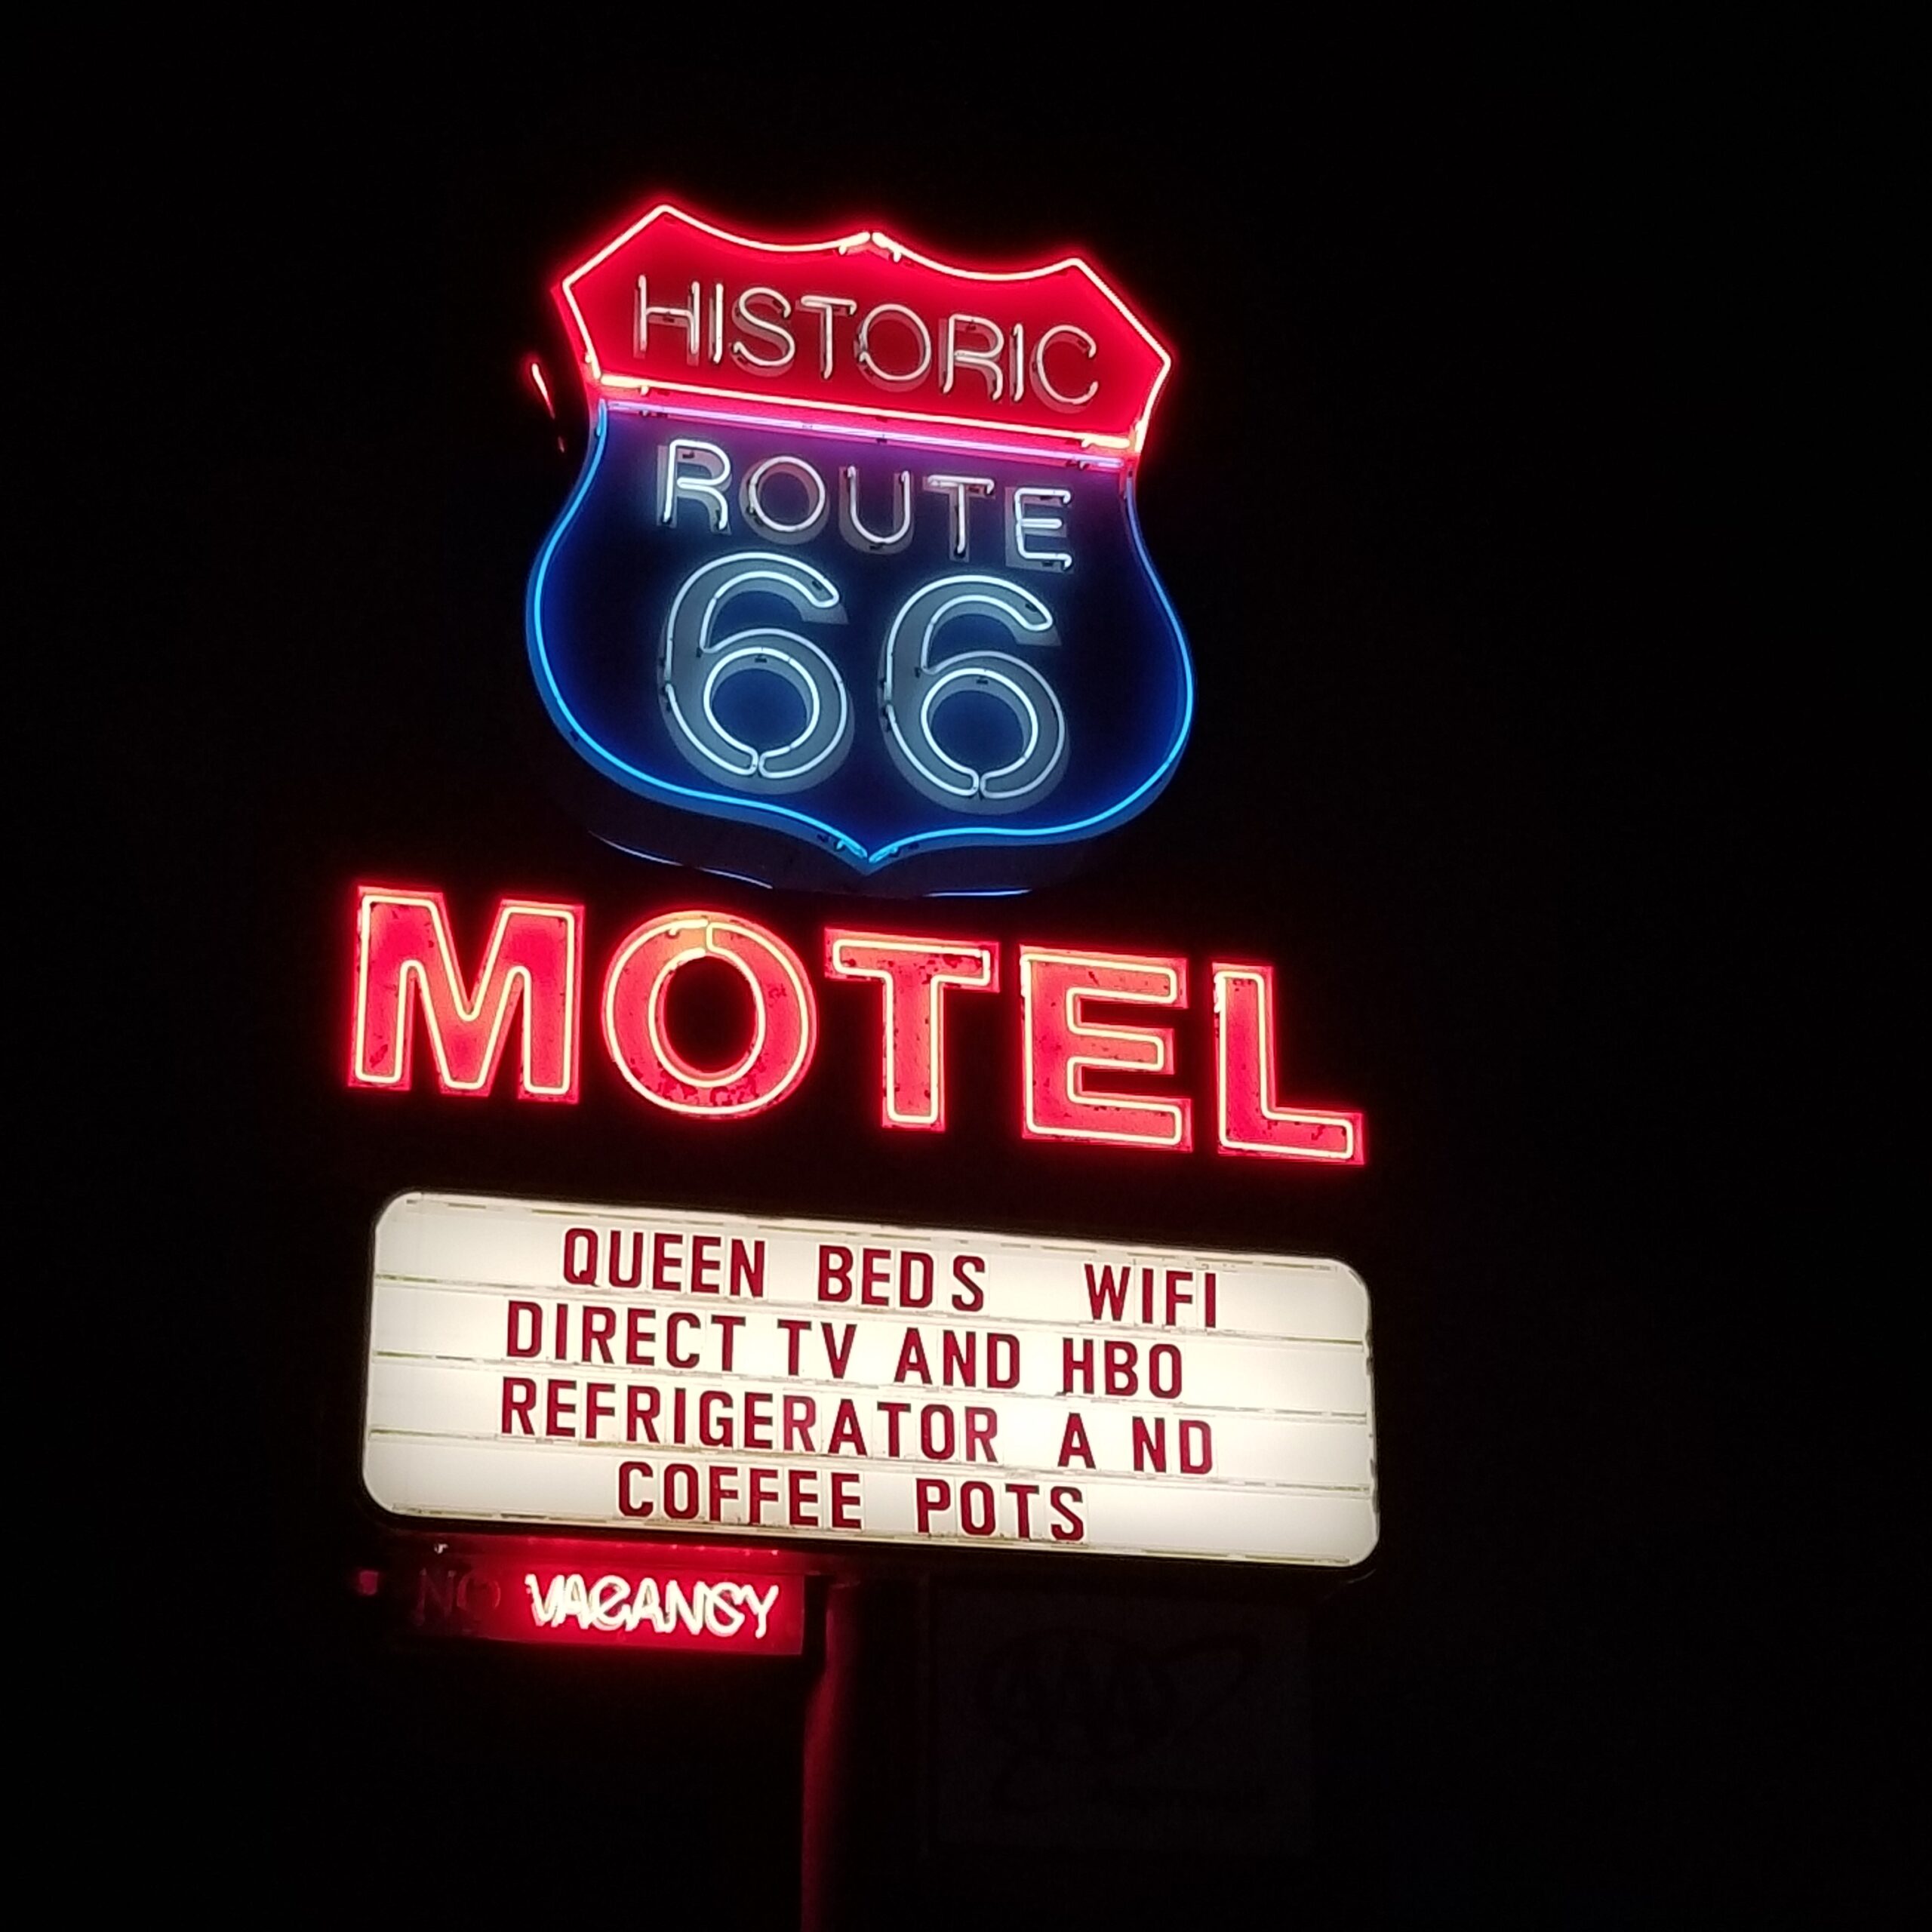 HISTORIC
ROUTE
66
MOTEL
QUEEN BEDS WIFI
DIRECT TV AND HBO
REFRIGERATOR A ND
COFFEE POTS
NO VACANCY